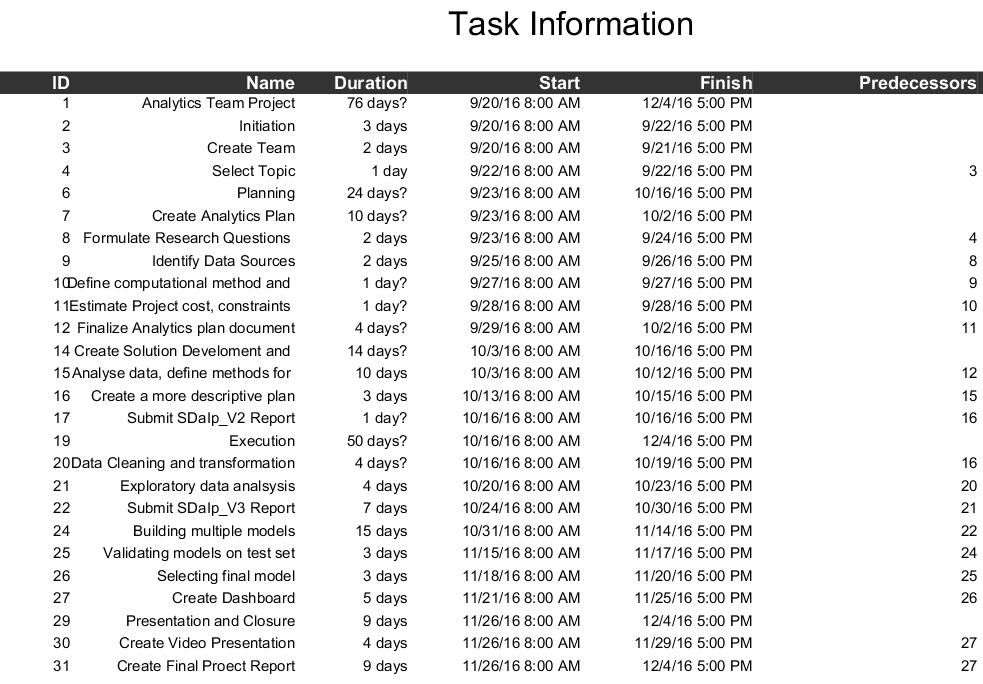 Task Information
ID Name Duration Start Finish Predecessors
1 Analytics Team Project 76 days? 9/20/16 8:00 AM 12/4/16 5:00 PM
2 Initiation 3 days 9/20/16 8:00 AM 9/22/16 5:00 PM
3 Create Team 2 days 9/20/16 8:00 AM 9/21/16 5:00 PM
4 Select Topic 1 day 9/22/16 8:00 AM 9/22/16 5:00 PM 3
6 Planning 24 days? 9/23/16 8:00 AM 10/16/16 5:00 PM
7 Create Analytics Plan 10 days? 9/23/16 8:00 AM 10/2/16 5:00 PM
8 Formulate Research Questions 2 days 9/23/16 8:00 AM 9/24/16 5:00 PM 4
9 Identify Data Sources 2 days 9/25/16 8:00 AM 9/26/16 5:00 PM 8
10 Define computational method and 1 day? 9/27/16 8:00 AM 9/27/16 5:00 PM 9
11 Estimate Project cost, constraints 1 day? 9/28/16 8:00 AM 9/28/16 5:00 PM 10
12 Finalize Analytics plan document 4 days? 9/29/16 8:00 AM 10/2/16 5:00 PM 11
14 Create Solution Develoment and 14 days? 10/3/16 8:00 AM 10/16/16 5:00 PM
15 Analyse data, define methods for 10 days 10/3/16 8:00 AM 10/12/16 5:00 PM 12
16 Create a more descriptive plan 3 days 10/13/16 8:00 AM 10/15/16 5:00 PM 15
17 Submit SDaIp_V2 Report 1 day? 10/16/16 8:00 AM 10/16/16 5:00 PM 16
19 Execution 50 days? 10/16/16 8:00 AM 12/4/16 5:00 PM
20 Data Cleaning and transformation 4 days? 10/16/16 8:00 AM 10/19/16 5:00 PM 16
21 Exploratory data analsysis 4 days 10/20/16 8:00 AM 10/23/16 5:00 PM 20
22 Submit SDaIp_V3 Report 7 days 10/24/16 8:00 AM 10/30/16 5:00 PM 21
24 Building multiple models 15 days 10/31/16 8:00 AM 11/14/16 5:00 PM 22
25 Validating models on test set 3 days 11/15/16 8:00 AM 11/17/16 5:00 PM 24
26 Selecting final model 3 days 11/18/16 8:00 AM 11/20/16 5:00 PM 25
27 Create Dashboard 5 days 11/21/16 8:00 AM 11/25/16 5:00 PM 26
29 Presentation and Closure 9 days 11/26/16 8:00 AM 12/4/16 5:00 PM
30 Create Video Presentation 4 days 11/26/16 8:00 AM 11/29/16 5:00 PM 27
31 Create Final Proect Report 9 days 11/26/16 8:00 AM 12/4/16 5:00 PM 27